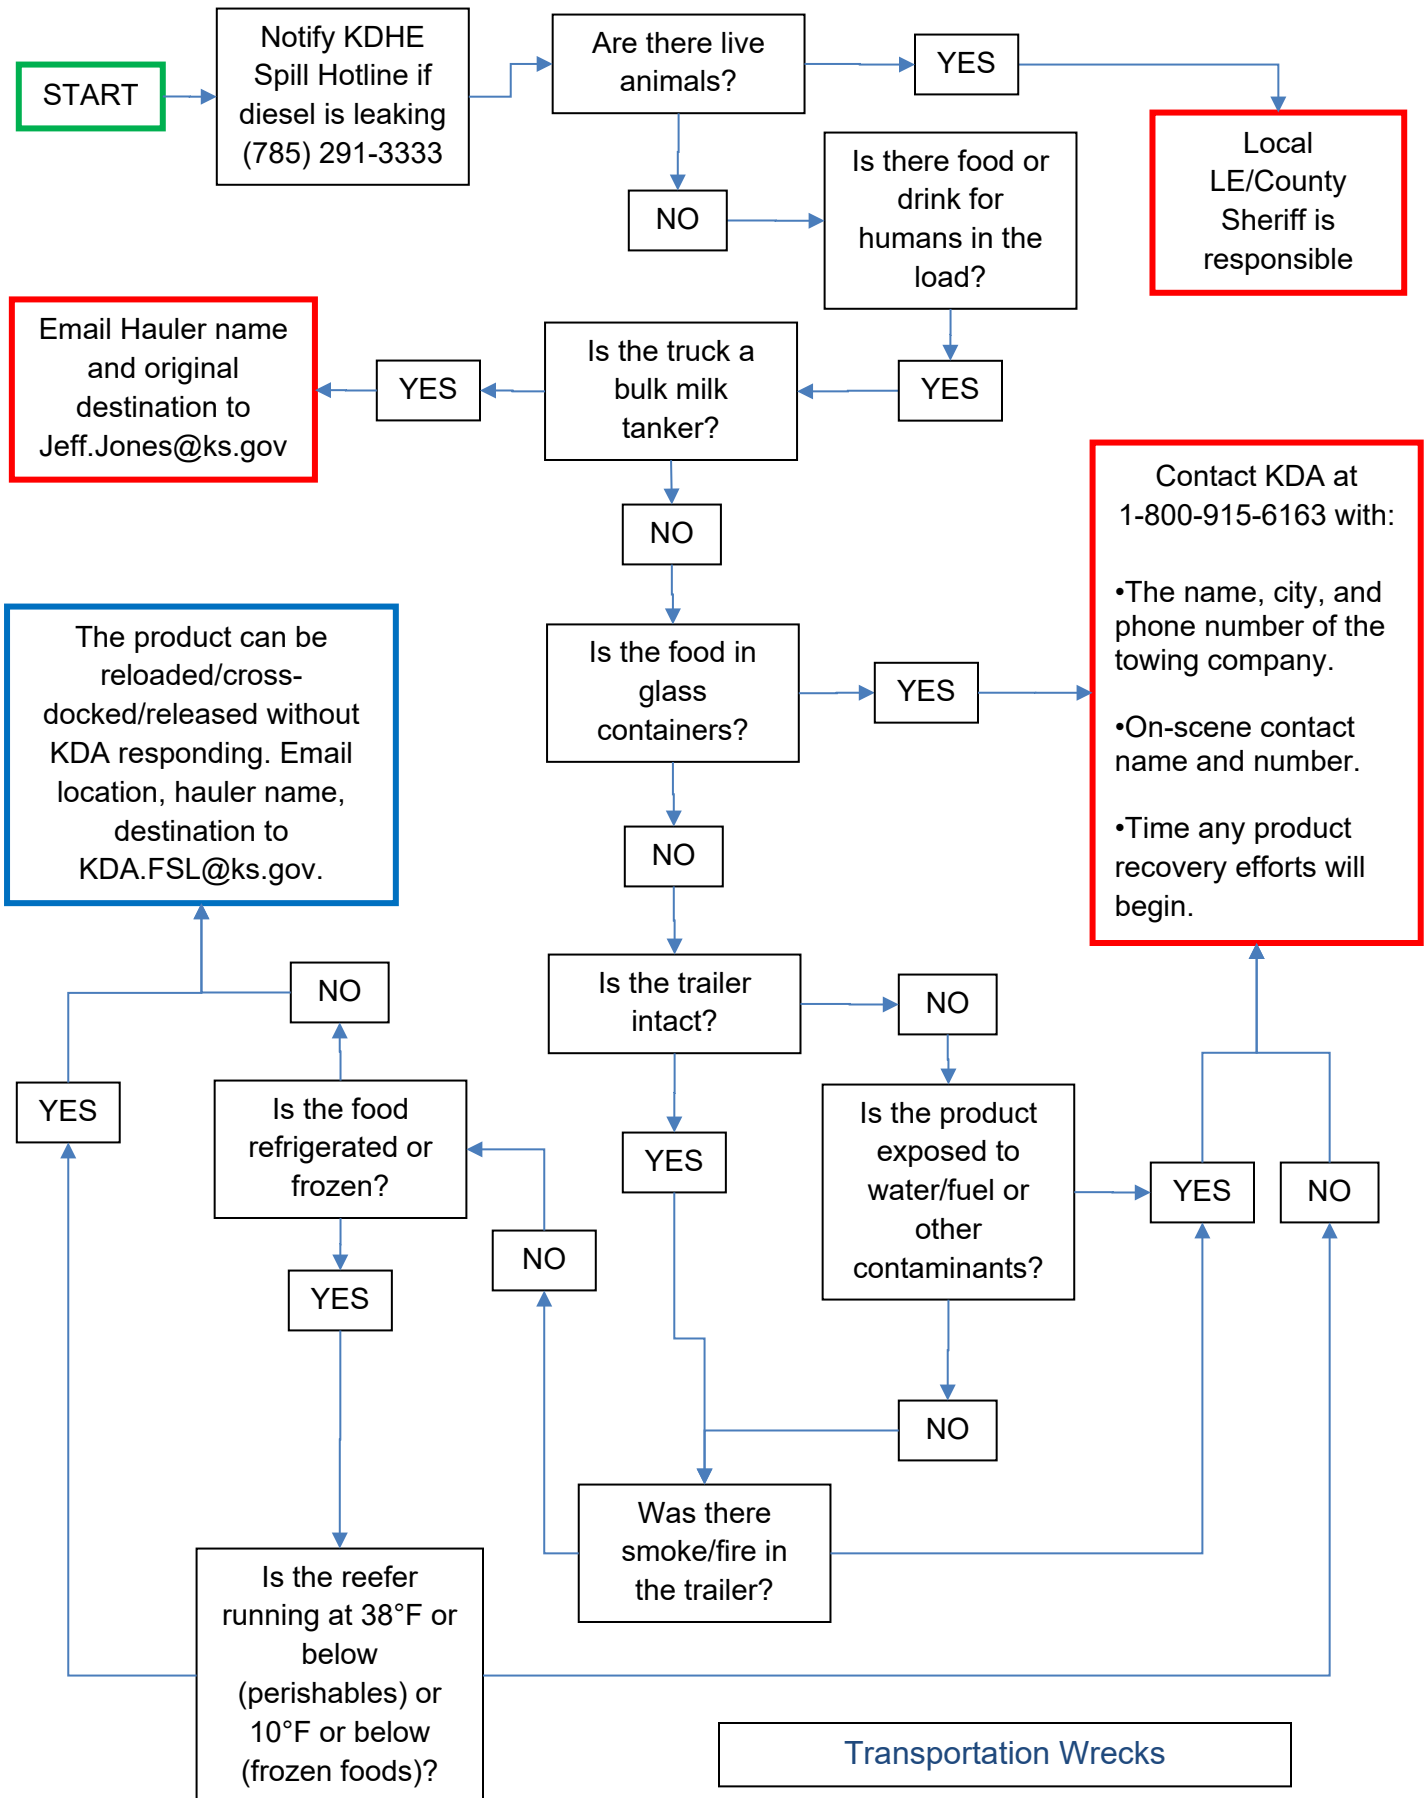 START
Notify KDHE
Spill Hotline if
diesel is leaking
(785) 291-3333
Are there live
animals?
YES
Local
LE/County
Sheriff is
responsible
NO
Is there food or
drink for
humans in the
load?
YES
Is the truck a
bulk milk
tanker?
YES
Email Hauler name
and original
destination to
Jeff.Jones@ks.gov
NO
Is the food in
glass
containers?
YES
Contact KDA at
1-800-915-6163 with:
•The name, city, and
phone number of the
towing company.
•On-scene contact
name and number.
•Time any product
recovery efforts will
begin.
The product can be
reloaded/cross-
docked/released without
KDA responding. Email
location, hauler name,
destination to
KDA.FSL@ks.gov.
NO
Is the trailer
intact?
NO
YES
Is the product
exposed to
water/fuel or
other
contaminants?
YES
NO
NO
Was there
smoke/fire in
the trailer?
NO
Is the food
refrigerated or
frozen?
NO
YES
YES
Is the reefer
running at 38°F or
below
(perishables) or
10°F or below
(frozen foods)?
Transportation Wrecks